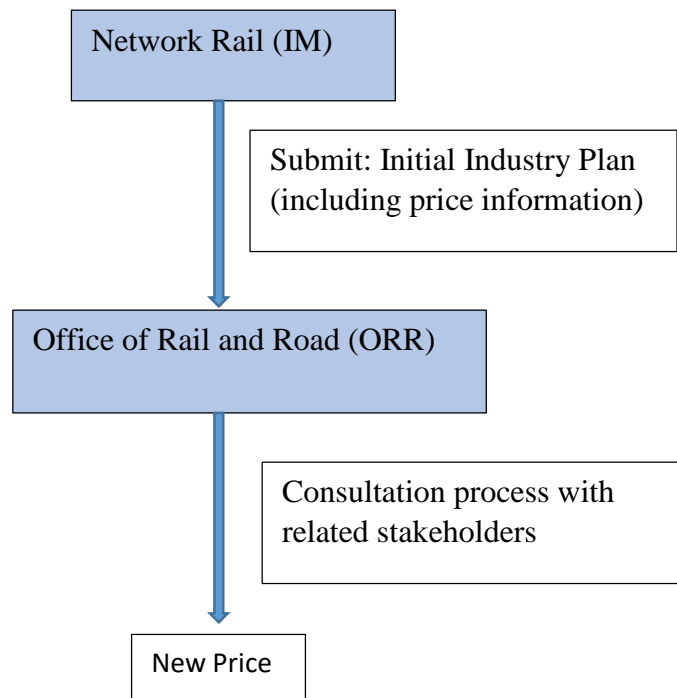 Network Rail (IM)
Submit: Initial Industry Plan
(including price information)
Office of Rail and Road (ORR)
Consultation process with
related stakeholders
New Price